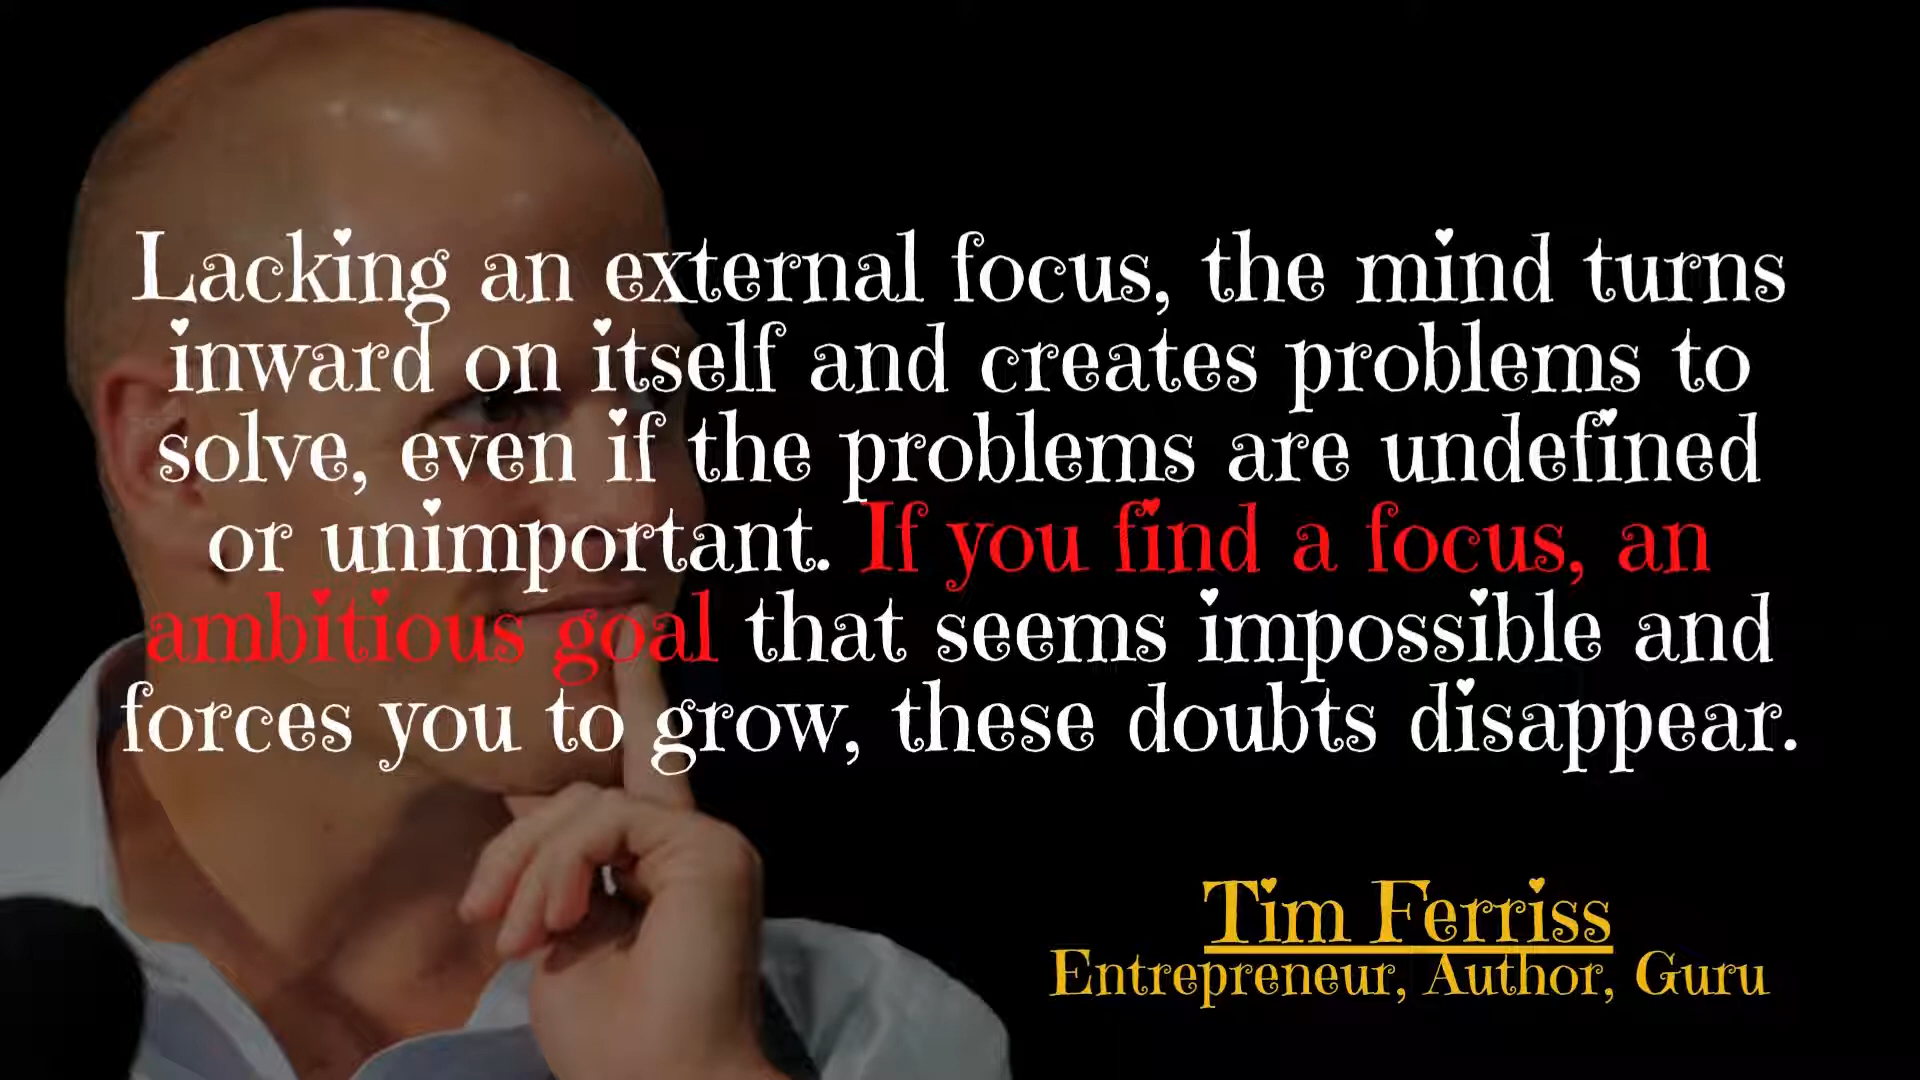 Lacking an external focus, the mind turns
inward on itself and creates problems to
solve, even if the problems are undefined
or unimportant. If you find a focus, an
ambitious goal that seems impossible and
forces you to grow, these doubts disappear.
Tim Ferriss
Entrepreneur, Author, Guru